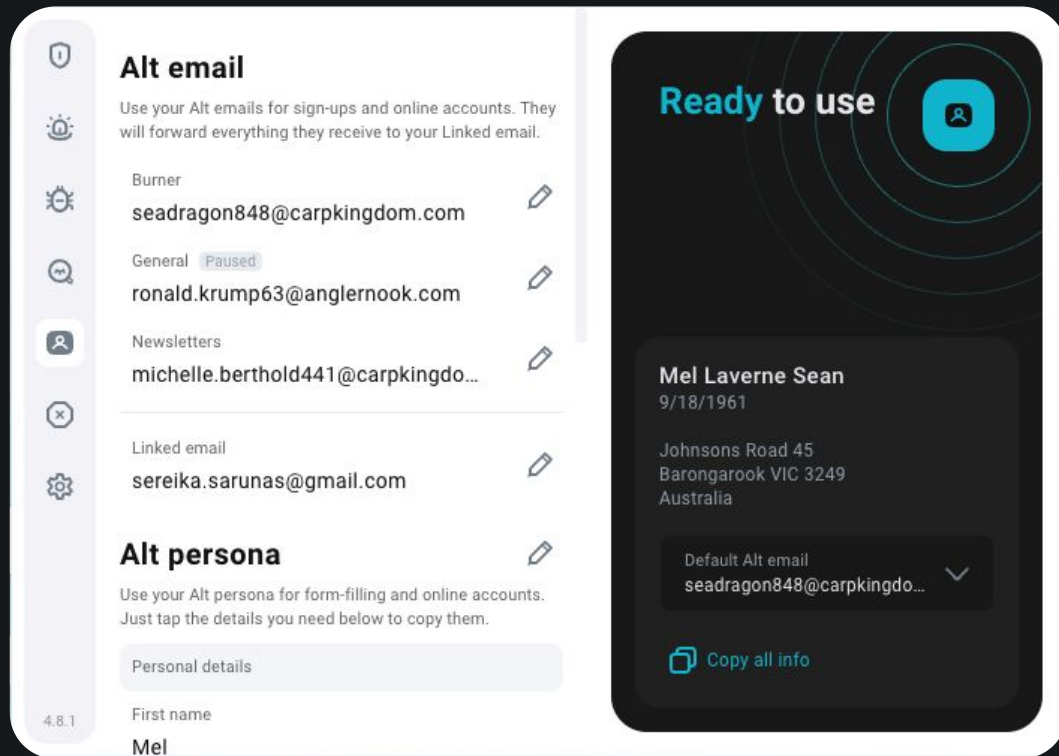 Alt email
Use your Alt emails for sign-ups and online accounts. They
will forward everything they receive to your Linked email.
Burner
seadragon848@carpkingdom.com
General Paused
ronald.krump63@anglernook.com
Newsletters
michelle.berthold441@carpkingdo...
Linked email
sereika.sarunas@gmail.com
Alt persona
Use your Alt persona for form-filling and online accounts.
Just tap the details you need below to copy them.
Personal details
First name
Mel
4.8.1
Ready to use
Mel Laverne Sean
9/18/1961
Johnsons Road 45
Barongarook VIC 3249
Australia
Default Alt email
seadragon848@carpkingdo...
Copy all info